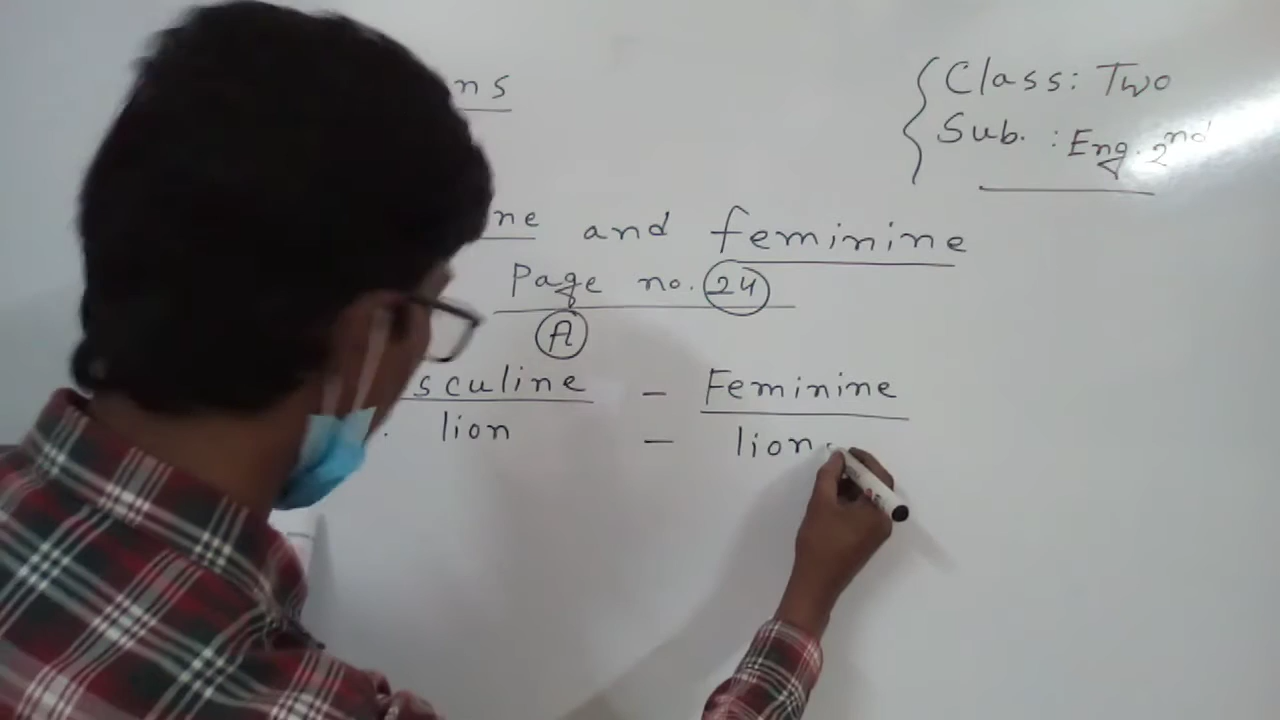 ns
Class: Two
Sub. : Eng. 2nd
ne and feminine
Page no. 24
A
sculine - Feminine
. lion - lion